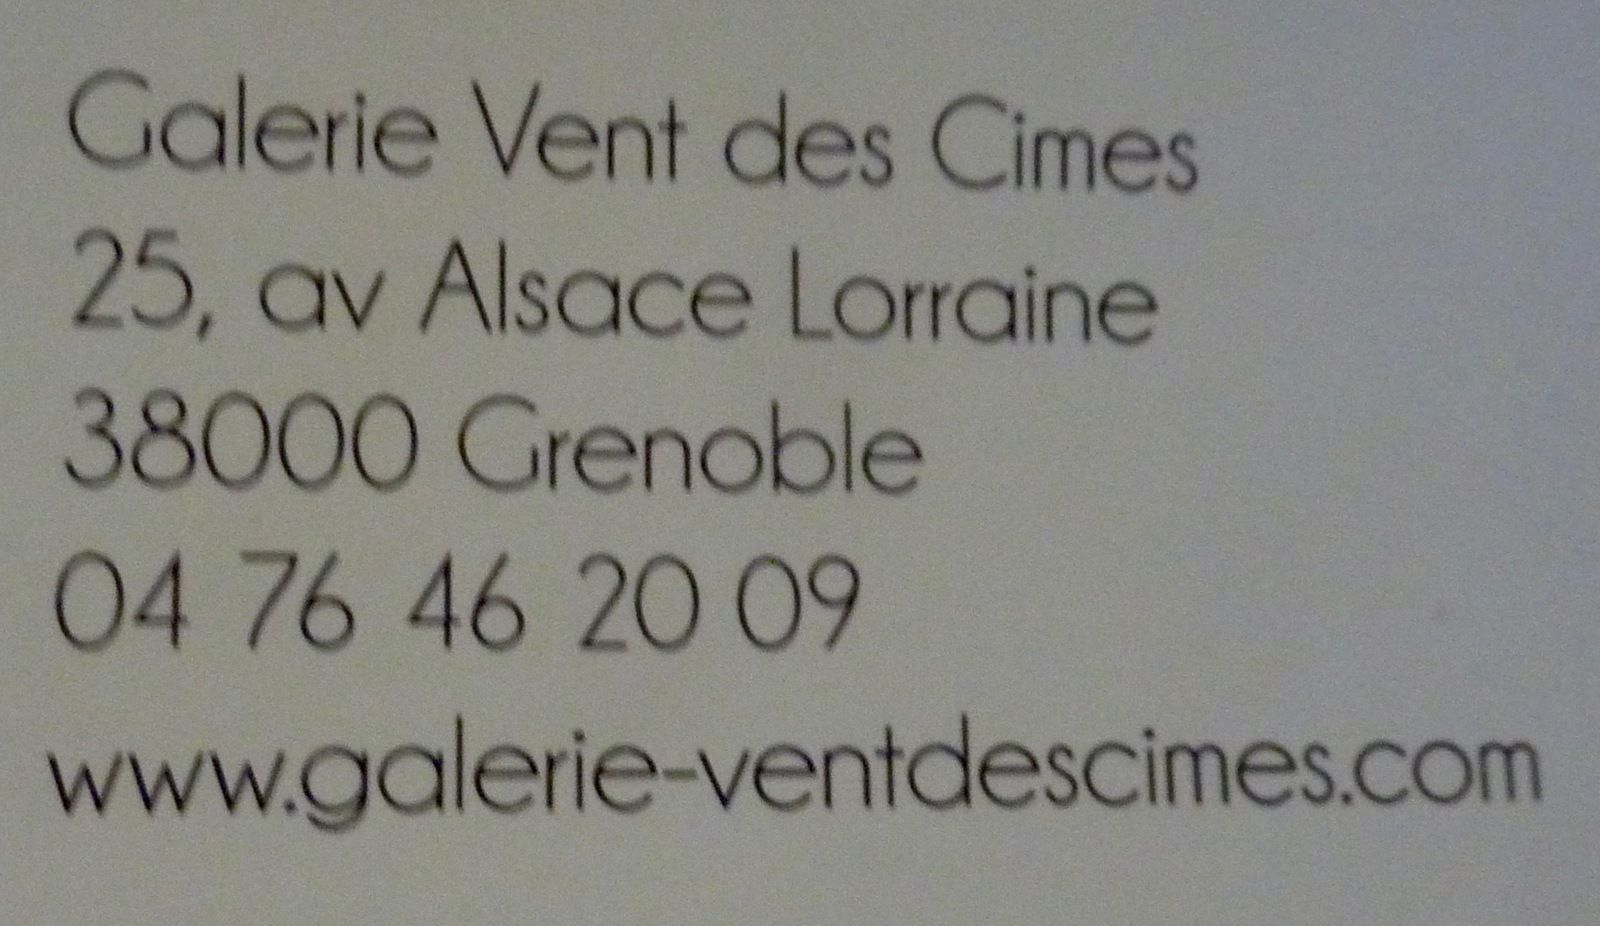 Galerie Vent des Cimes
25, av Alsace Lorraine
38000 Grenoble
04 76 46 20 09
www.galerie-ventdescimes.com